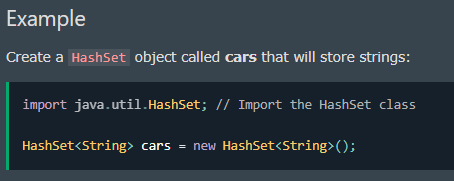 Example
Create a HashSet object called cars that will store strings:
import java.util.HashSet; // Import the HashSet class
HashSet<String> cars = new HashSet<String>();